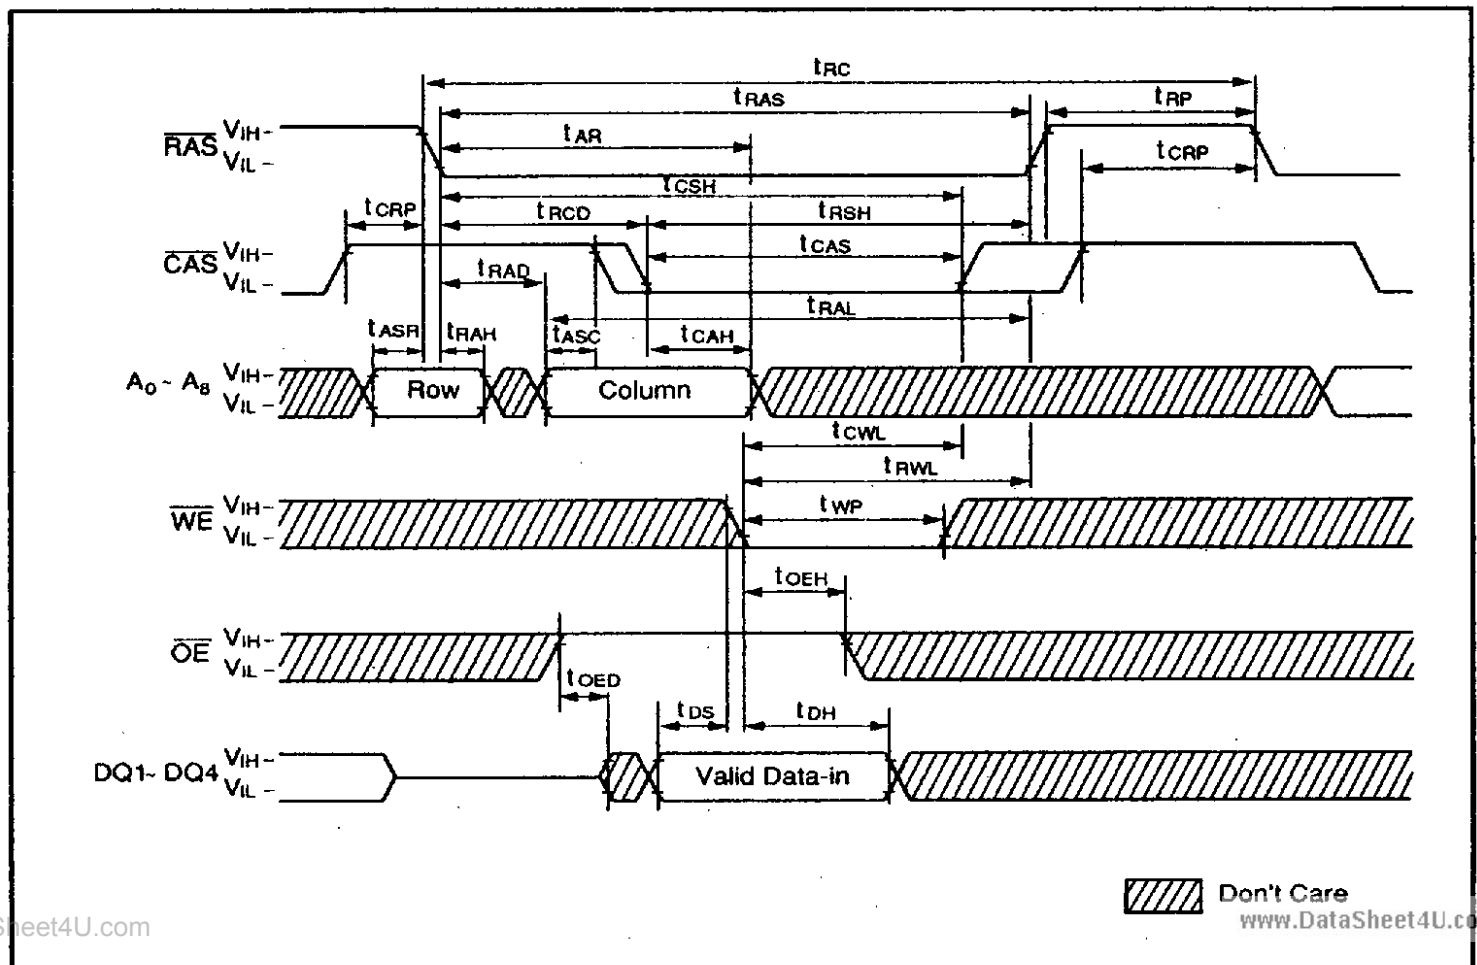 tRC
tRAS
tRP
RAS VIH-
VIL-
tAR
tCRP
tCSH
tCRP
tRCD
tRSH
CAS VIH-
VIL-
tCAS
tRAD
tRAL
tASR
tRAH
tASC
tCAH
A0 ~ A8 VIH-
VIL-
Row
Column
tCWL
tRWL
WE VIH-
VIL-
tWP
tOEH
OE VIH-
VIL-
tOED
tDS
tDH
DQ1~ DQ4 VIH-
VIL-
Valid Data-in
Don't Care
www.DataSheet4U.co
heet4U.com